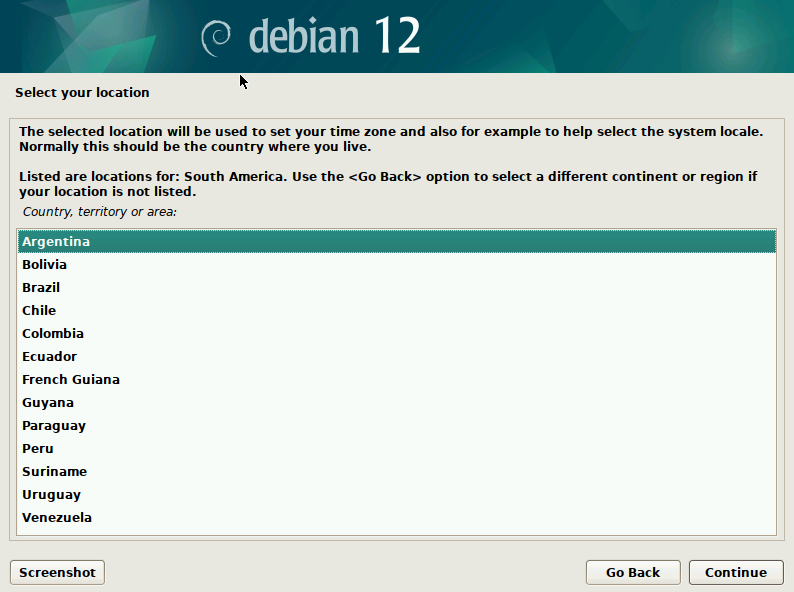 debian 12
Select your location
The selected location will be used to set your time zone and also for example to help select the system locale.
Normally this should be the country where you live.
Listed are locations for: South America. Use the <Go Back> option to select a different continent or region if
your location is not listed.
Country, territory or area:
Argentina
Bolivia
Brazil
Chile
Colombia
Ecuador
French Guiana
Guyana
Paraguay
Peru
Suriname
Uruguay
Venezuela
Screenshot
Go Back
Continue